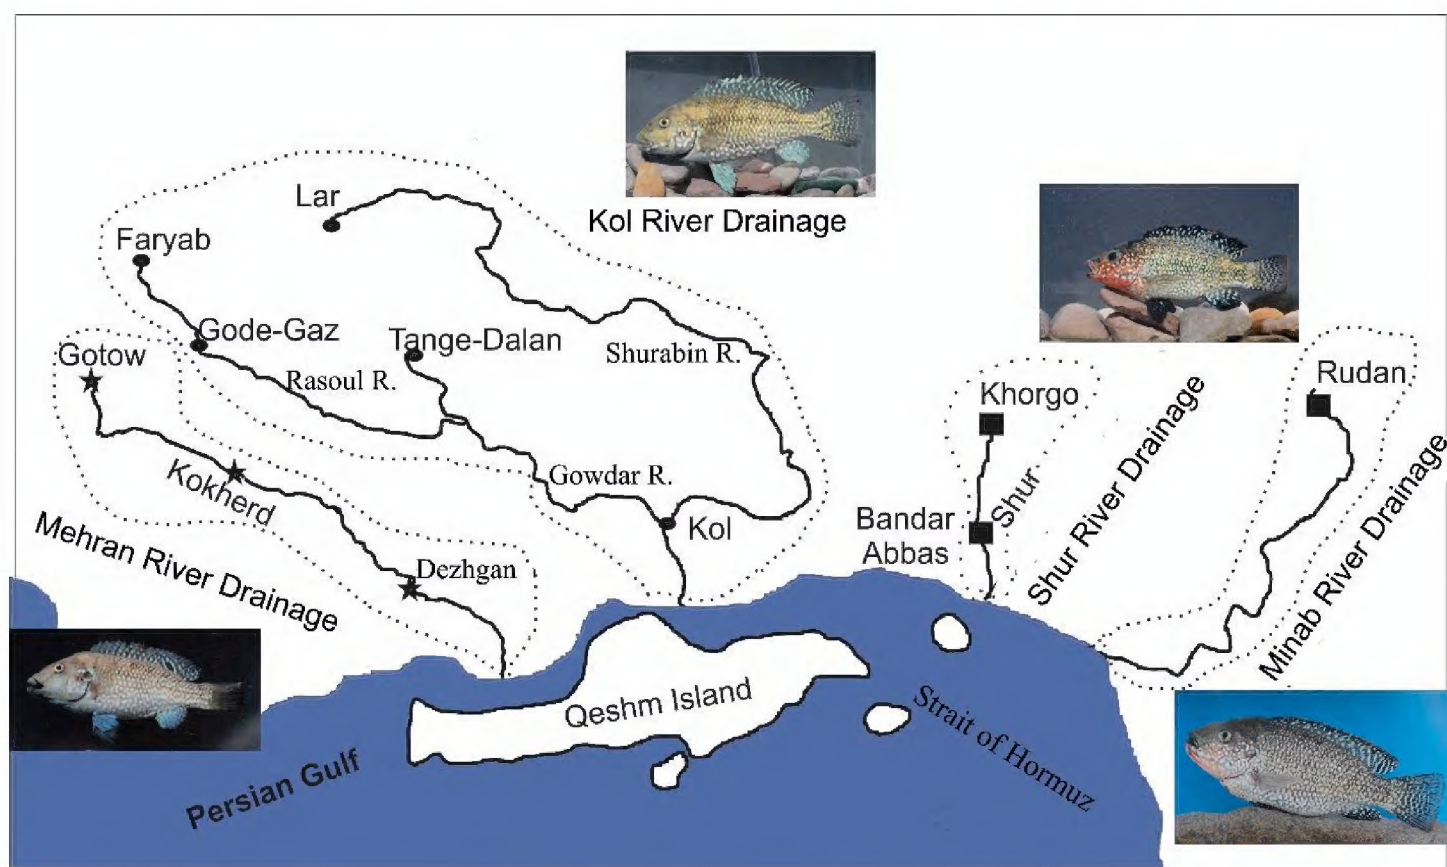 Kol River Drainage
Lar
Faryab
Gode-Gaz
Tange-Dalan
Shurabin R.
Rasoul R.
Gotow
Gowdar R.
Kokherd
Kol
Dezhgan
Mehran River Drainage
Khorgo
Shur
Bandar
Abbas
Shur River Drainage
Rudan
Minab River Drainage
Qeshm Island
Strait of Hormuz
Persian Gulf